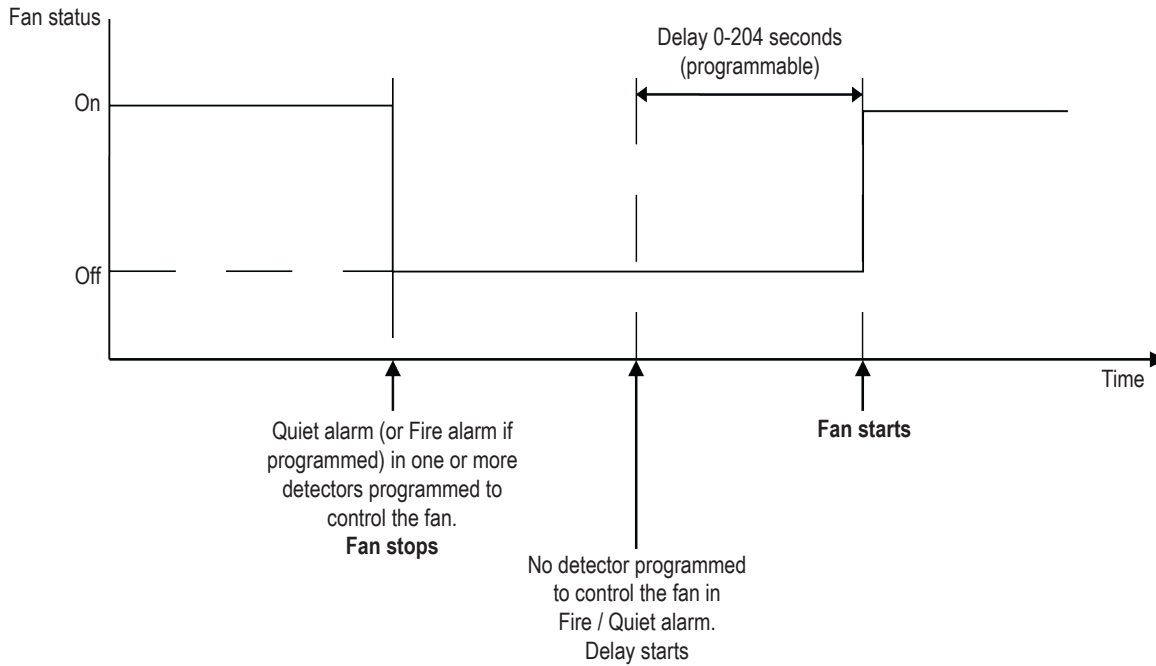 Fan status
Delay 0-204 seconds
(programmable)
On
Off
Time
Quiet alarm (or Fire alarm if
programmed) in one or more
detectors programmed to
control the fan.
Fan stops
No detector programmed
to control the fan in
Fire / Quiet alarm.
Delay starts
Fan starts